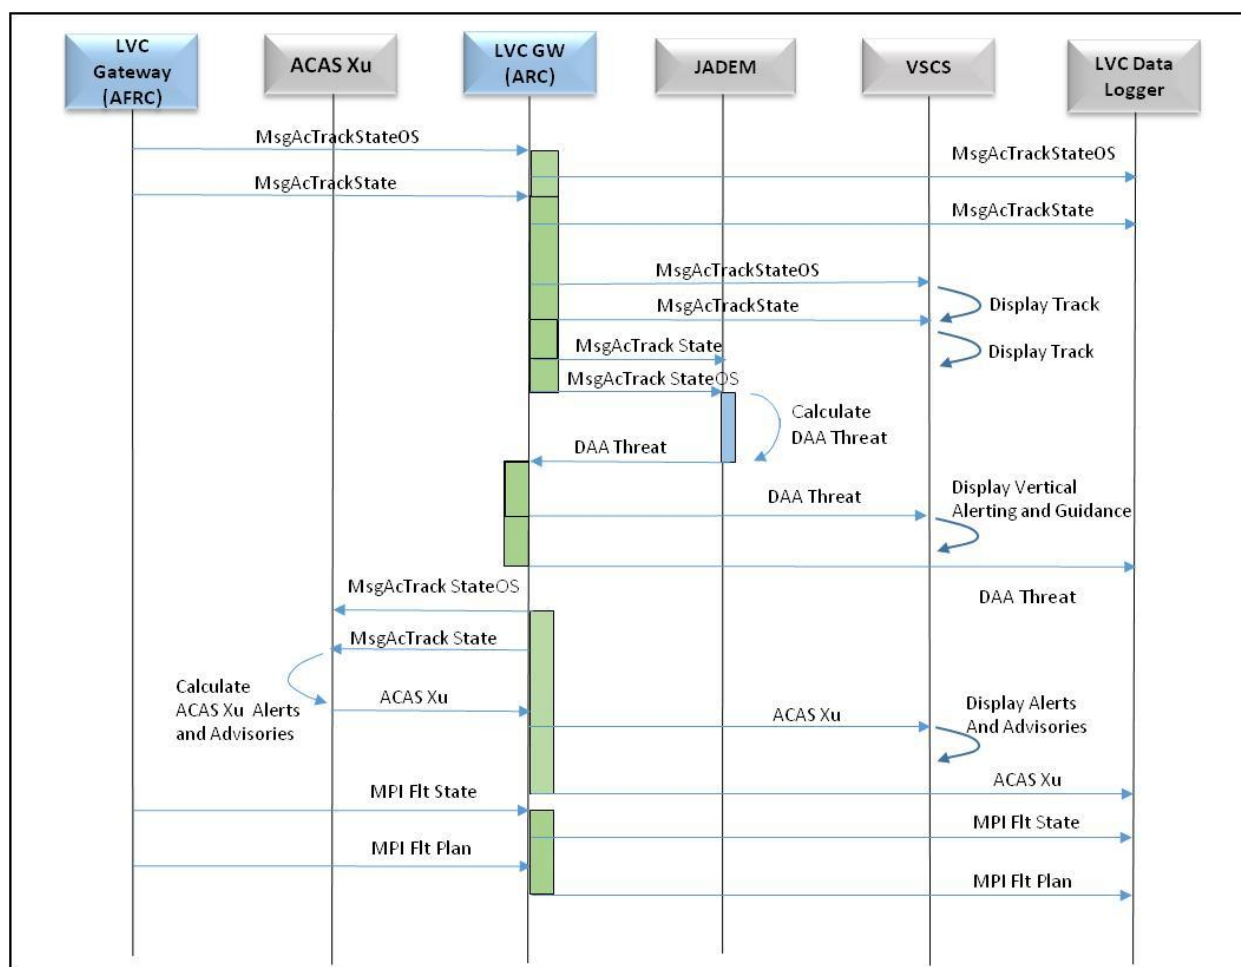 LVC
Gateway
(AFRC)
ACAS Xu
LVC GW
(ARC)
JADEM
VSCS
LVC Data
Logger
MsgAcTrackStateOS
MsgAcTrackStateOS
MsgAcTrackState
MsgAcTrackState
MsgAcTrackStateOS
MsgAcTrackState
Display Track
MsgAcTrack State
Display Track
MsgAcTrack StateOS
Calculate
DAA Threat
DAA Threat
DAA Threat
Display Vertical
Alerting and Guidance
MsgAcTrack StateOS
DAA Threat
MsgAcTrack State
Calculate
ACAS Xu Alerts
and Advisories
ACAS Xu
ACAS Xu
Display Alerts
And Advisories
ACAS Xu
MPI Flt State
MPI Flt State
MPI Flt Plan
MPI Flt Plan